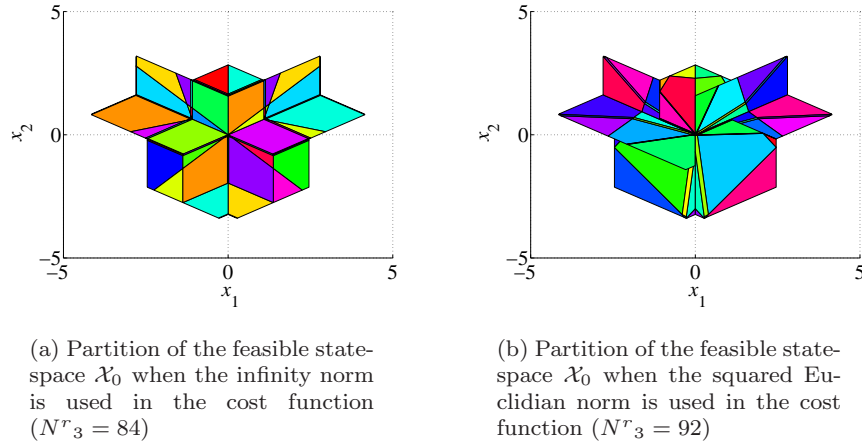 5
x₂ 0
−5
−5 0 5
x₁
5
x₂ 0
−5
−5 0 5
x₁
(a) Partition of the feasible state-
space 𝒳₀ when the infinity norm
is used in the cost function
(Nʳ₃ = 84)
(b) Partition of the feasible state-
space 𝒳₀ when the squared Eu-
clidian norm is used in the cost
function (Nʳ₃ = 92)